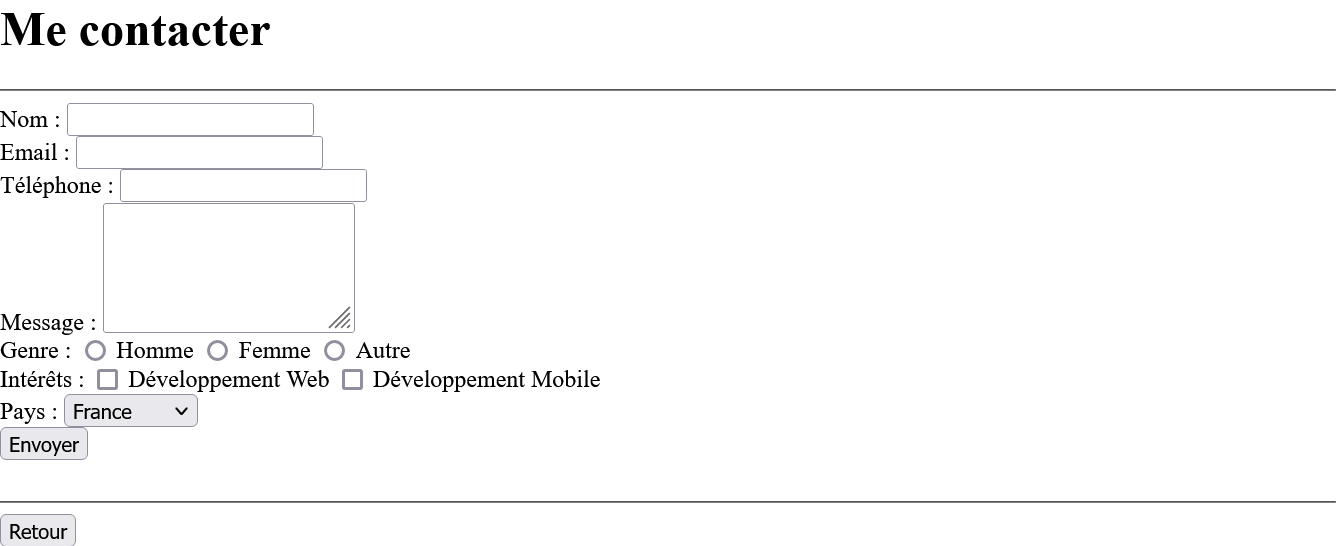 Me contacter
Nom :
Email :
Téléphone :
Message :
Genre : Homme Femme Autre
Intérêts : Développement Web Développement Mobile
Pays : France
Envoyer
Retour